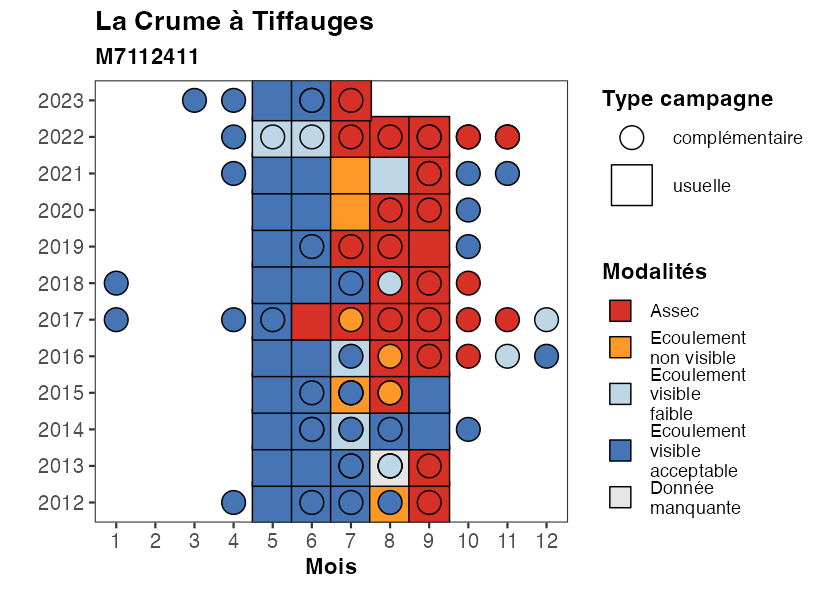 La Crume à Tiffauges
M7112411
2023
2022
2021
2020
2019
2018
2017
2016
2015
2014
2013
2012
1 2 3 4 5 6 7 8 9 10 11 12
Mois
Type campagne
complémentaire
usuelle
Modalités
Assec
Ecoulement
non visible
Ecoulement
visible
faible
Ecoulement
visible
acceptable
Donnée
manquante